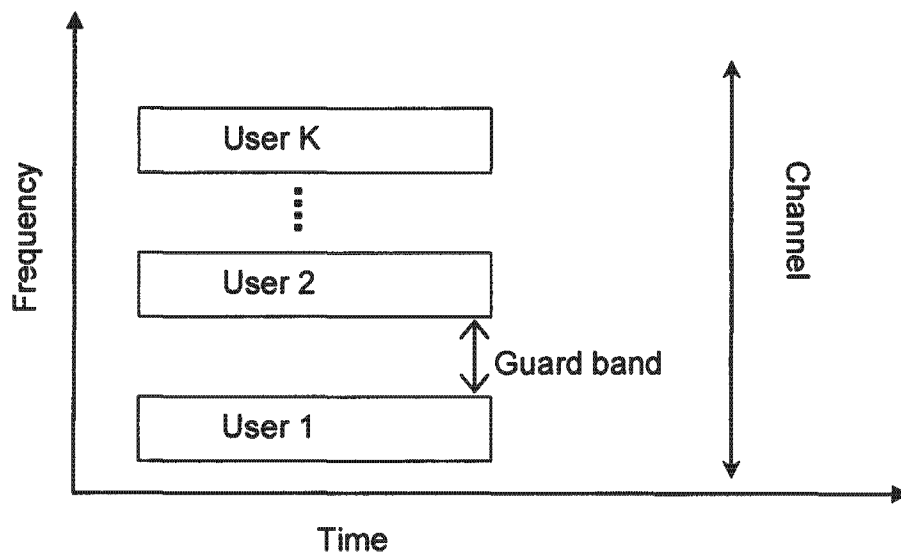 User K
Frequency
Channel
User 2
Guard band
User 1
Time